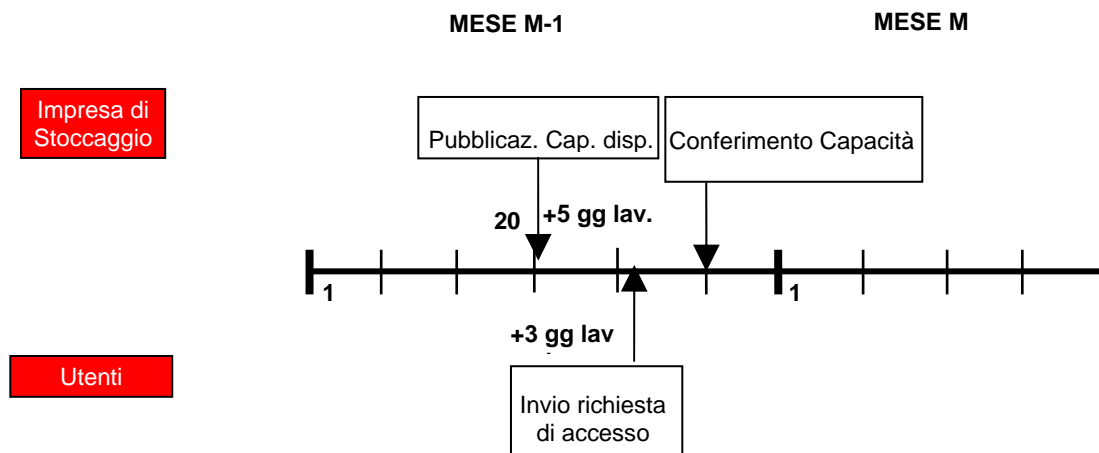 MESE M-1
MESE M
Impresa di
Stoccaggio
Pubblicaz. Cap. disp.
Conferimento Capacità
20
+5 gg lav.
1
1
+3 gg lav
Utenti
Invio richiesta
di accesso